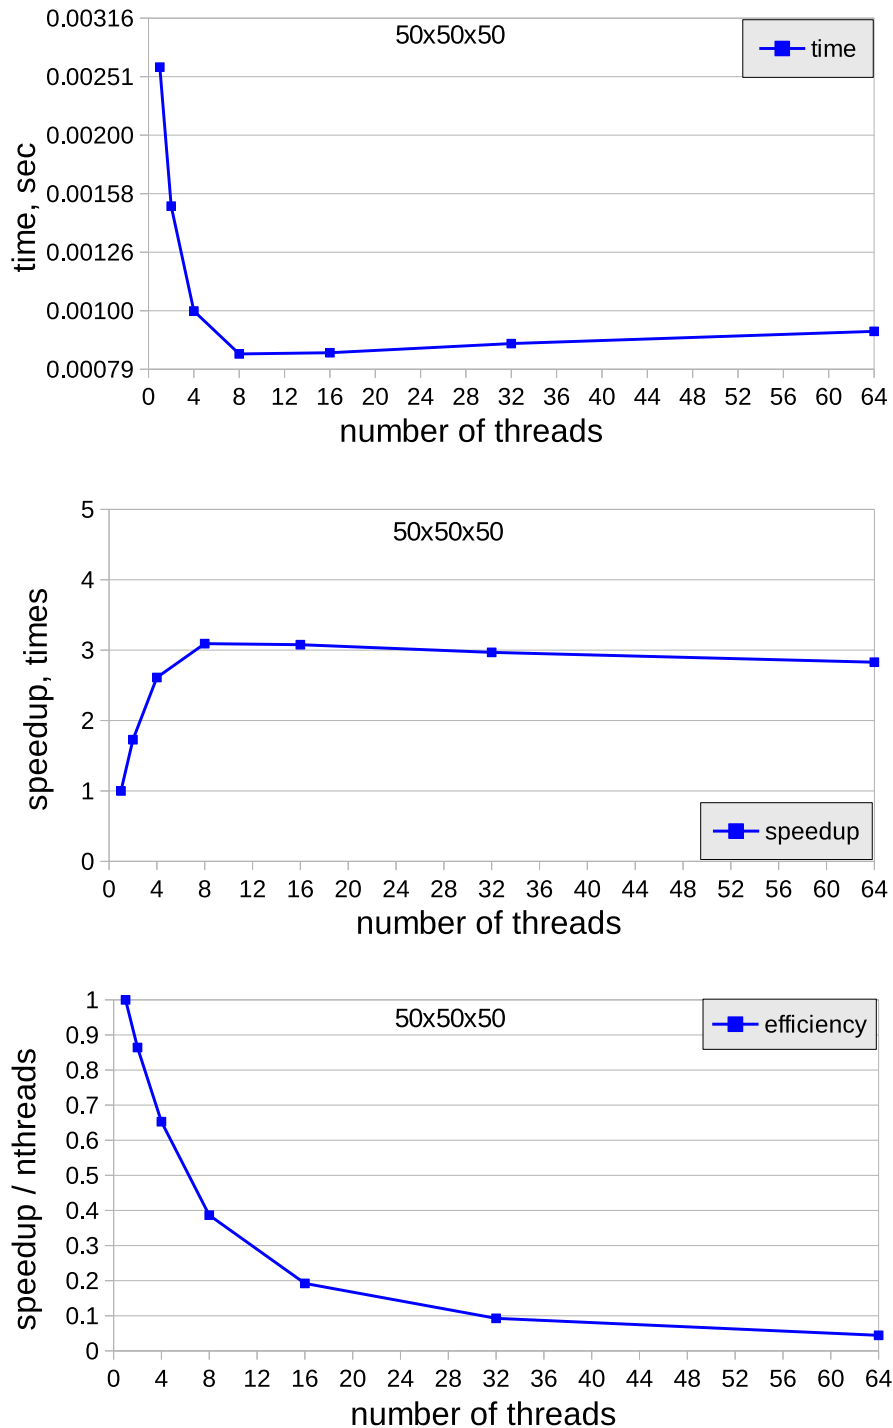 50x50x50
time
0.00316
0.00251
0.00200
0.00158
0.00126
0.00100
0.00079
time, sec
0 4 8 12 16 20 24 28 32 36 40 44 48 52 56 60 64
number of threads
50x50x50
5
4
3
2
1
0
speedup, times
speedup
0 4 8 12 16 20 24 28 32 36 40 44 48 52 56 60 64
number of threads
50x50x50
efficiency
1
0.9
0.8
0.7
0.6
0.5
0.4
0.3
0.2
0.1
0
speedup / nthreads
0 4 8 12 16 20 24 28 32 36 40 44 48 52 56 60 64
number of threads